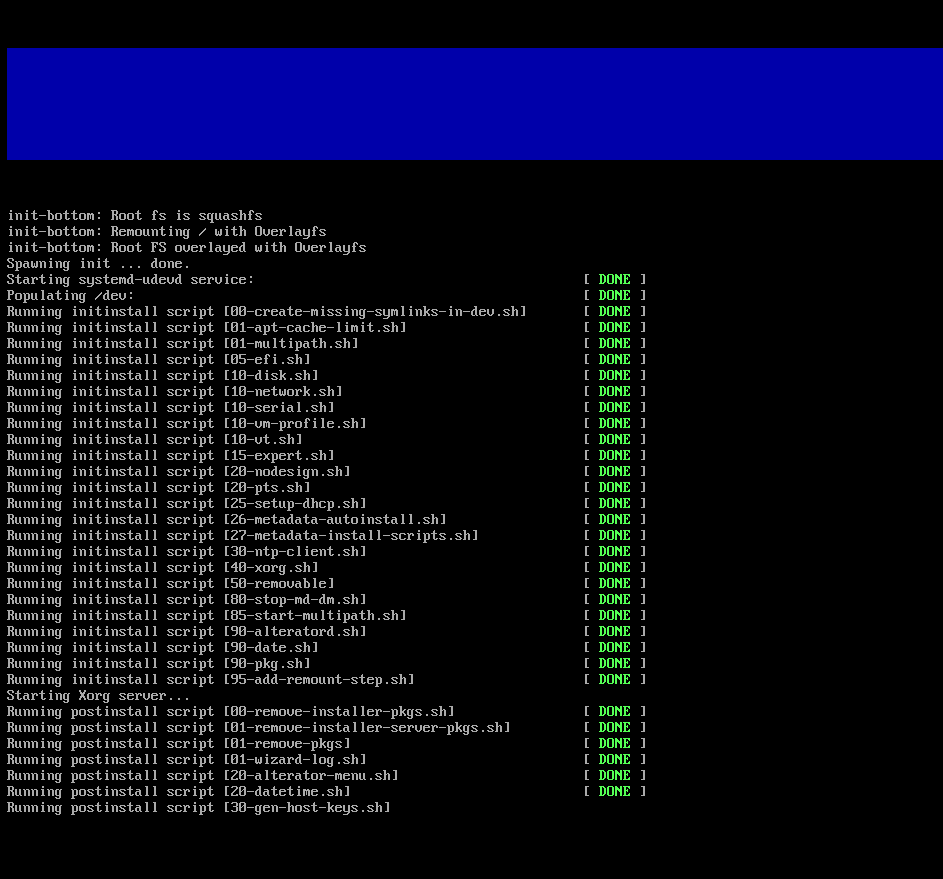 init-bottom: Root fs is squashfs
init-bottom: Remounting / with Overlayfs
init-bottom: Root FS overlayed with Overlayfs
Spawning init ... done.
Starting systemd-udevd service: [ DONE ]
Populating /dev: [ DONE ]
Running initinstall script [00-create-missing-symlinks-in-dev.sh] [ DONE ]
Running initinstall script [01-apt-cache-limit.sh] [ DONE ]
Running initinstall script [01-multipath.sh] [ DONE ]
Running initinstall script [05-efi.sh] [ DONE ]
Running initinstall script [10-disk.sh] [ DONE ]
Running initinstall script [10-network.sh] [ DONE ]
Running initinstall script [10-serial.sh] [ DONE ]
Running initinstall script [10-vm-profile.sh] [ DONE ]
Running initinstall script [10-vt.sh] [ DONE ]
Running initinstall script [15-expert.sh] [ DONE ]
Running initinstall script [20-nodesign.sh] [ DONE ]
Running initinstall script [20-pts.sh] [ DONE ]
Running initinstall script [25-setup-dhcp.sh] [ DONE ]
Running initinstall script [26-metadata-autoinstall.sh] [ DONE ]
Running initinstall script [27-metadata-install-scripts.sh] [ DONE ]
Running initinstall script [30-ntp-client.sh] [ DONE ]
Running initinstall script [40-xorg.sh] [ DONE ]
Running initinstall script [50-removable] [ DONE ]
Running initinstall script [80-stop-md-dm.sh] [ DONE ]
Running initinstall script [85-start-multipath.sh] [ DONE ]
Running initinstall script [90-alteratord.sh] [ DONE ]
Running initinstall script [90-date.sh] [ DONE ]
Running initinstall script [90-pkg.sh] [ DONE ]
Running initinstall script [95-add-remount-step.sh] [ DONE ]
Starting Xorg server...
Running postinstall script [00-remove-installer-pkgs.sh] [ DONE ]
Running postinstall script [01-remove-installer-server-pkgs.sh] [ DONE ]
Running postinstall script [01-remove-pkgs] [ DONE ]
Running postinstall script [01-wizard-log.sh] [ DONE ]
Running postinstall script [20-alterator-menu.sh] [ DONE ]
Running postinstall script [20-datetime.sh] [ DONE ]
Running postinstall script [30-gen-host-keys.sh]